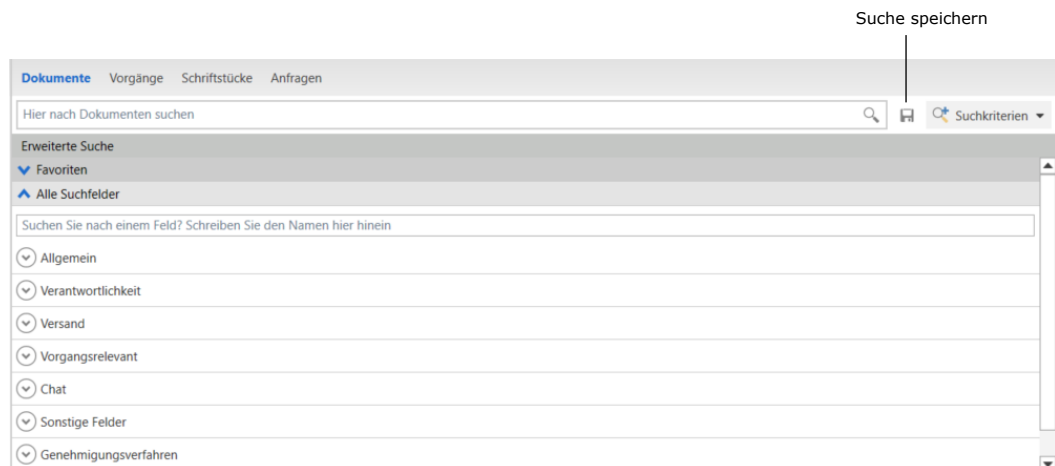 Suche speichern
Dokumente Vorgänge Schriftstücke Anfragen
Hier nach Dokumenten suchen Suchkriterien
Erweiterte Suche
Favoriten
Alle Suchfelder
Suchen Sie nach einem Feld? Schreiben Sie den Namen hier hinein
Allgemein
Verantwortlichkeit
Versand
Vorgangsrelevant
Chat
Sonstige Felder
Genehmigungsverfahren